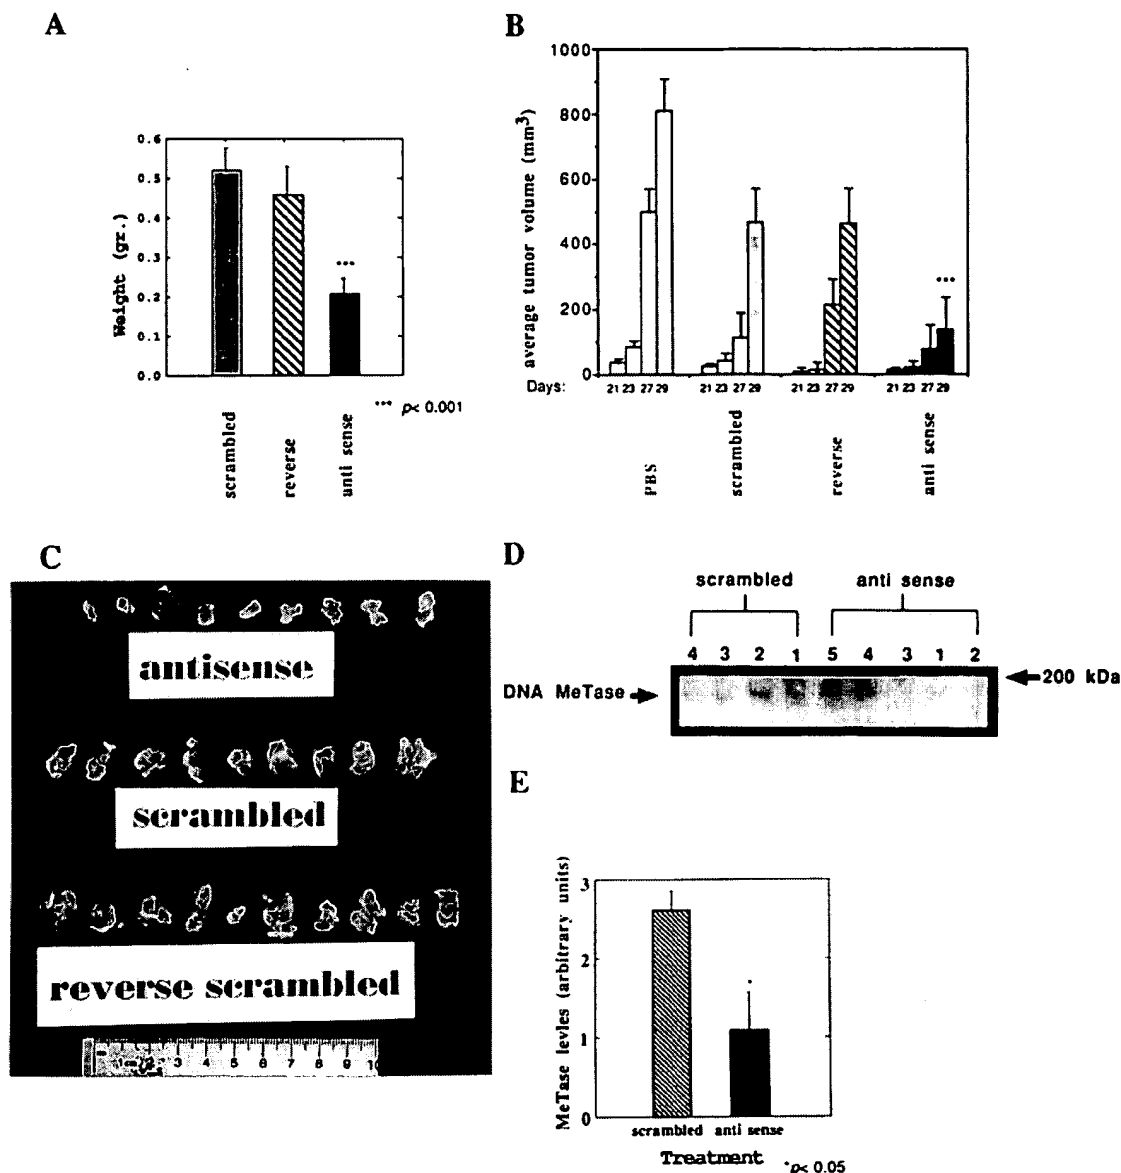 A
0.6
0.5
0.4
0.3
0.2
0.1
0.0
Weight (gr.)
***
scrambled
reverse
anti sense
*** p< 0.001
B
1000
800
600
400
200
0
average tumor volume (mm3)
***
Days: 21 23 27 29 21 23 27 29 21 23 27 29 21 23 27 29
PBS
scrambled
reverse
anti sense
C
antisense
scrambled
reverse scrambled
3 4 5 6 7 8 9
D
scrambled anti sense
4 3 2 1 5 4 3 1 2
DNA MeTase
200 kDa
E
3
2
1
0
MeTase levles (arbitrary units)
scrambled anti sense
Treatment
*p< 0.05